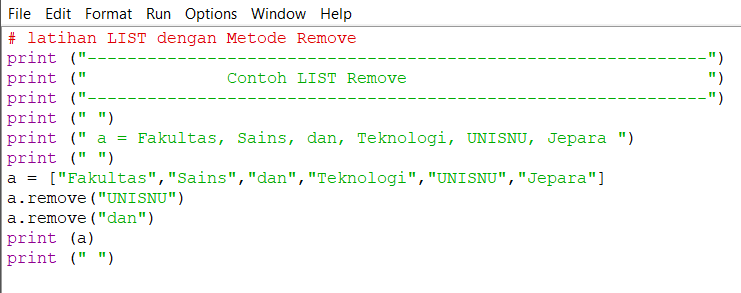 File Edit Format Run Options Window Help
# latihan LIST dengan Metode Remove
print ("--------------------------------------------------------------")
print ("              Contoh LIST Remove                              ")
print ("--------------------------------------------------------------")
print (" ")
print (" a = Fakultas, Sains, dan, Teknologi, UNISNU, Jepara ")
print (" ")
a = ["Fakultas","Sains","dan","Teknologi","UNISNU","Jepara"]
a.remove("UNISNU")
a.remove("dan")
print (a)
print (" ")